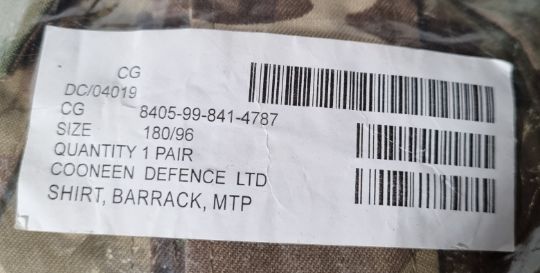 CG
DC/04019
CG 8405-99-841-4787
SIZE 180/96
QUANTITY 1 PAIR
COONEEN DEFENCE LTD
SHIRT, BARRACK, MTP